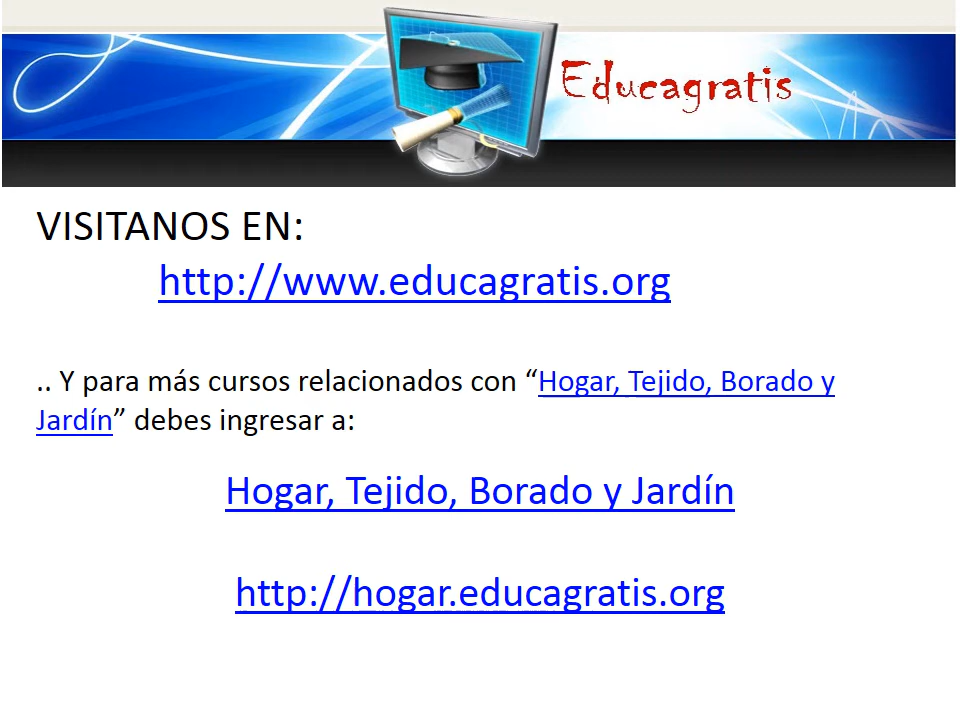 Educagratis
VISITANOS EN:
http://www.educagratis.org
.. Y para más cursos relacionados con “Hogar, Tejido, Borado y
Jardín” debes ingresar a:
Hogar, Tejido, Borado y Jardín
http://hogar.educagratis.org